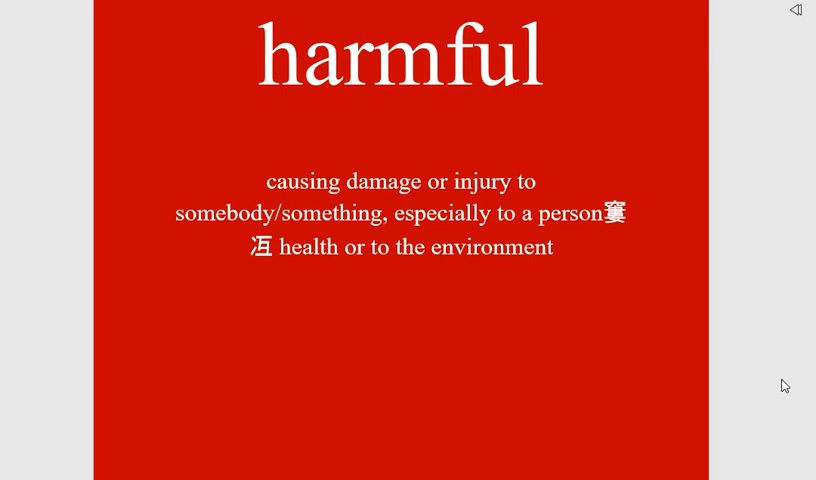 harmful
causing damage or injury to
somebody/something, especially to a person窶
冱 health or to the environment